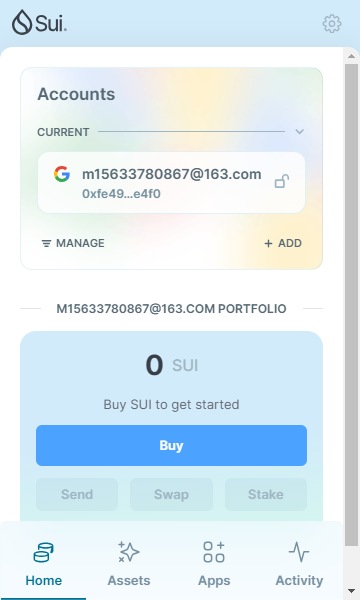 Sui.
Accounts
CURRENT
m15633780867@163.com
0xfe49...e4f0
MANAGE
+ ADD
M15633780867@163.COM PORTFOLIO
0 SUI
Buy SUI to get started
Buy
Send Swap Stake
Home Assets Apps Activity